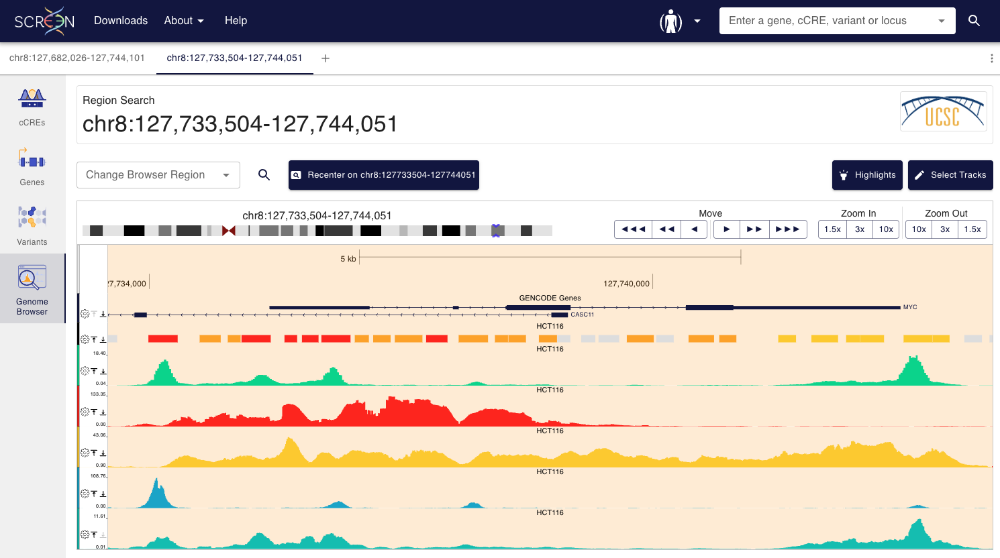 SCREEN
Downloads
About
Help
Enter a gene, cCRE, variant or locus
chr8:127,682,026-127,744,101
chr8:127,733,504-127,744,051
cCREs
Genes
Variants
Genome
Browser
Region Search
chr8:127,733,504-127,744,051
UCSC
Change Browser Region
Recenter on chr8:127733504-127744051
Highlights
Select Tracks
chr8:127,733,504-127,744,051
Move
Zoom In
1.5x 3x 10x
Zoom Out
10x 3x 1.5x
5 kb
27,734,000
127,740,000
GENCODE Genes
MYC
CASC11
HCT116
HCT116
18.40
0.04
HCT116
133.35
0.00
HCT116
43.06
0.90
HCT116
108.76
0.00
HCT116
11.61
0.01